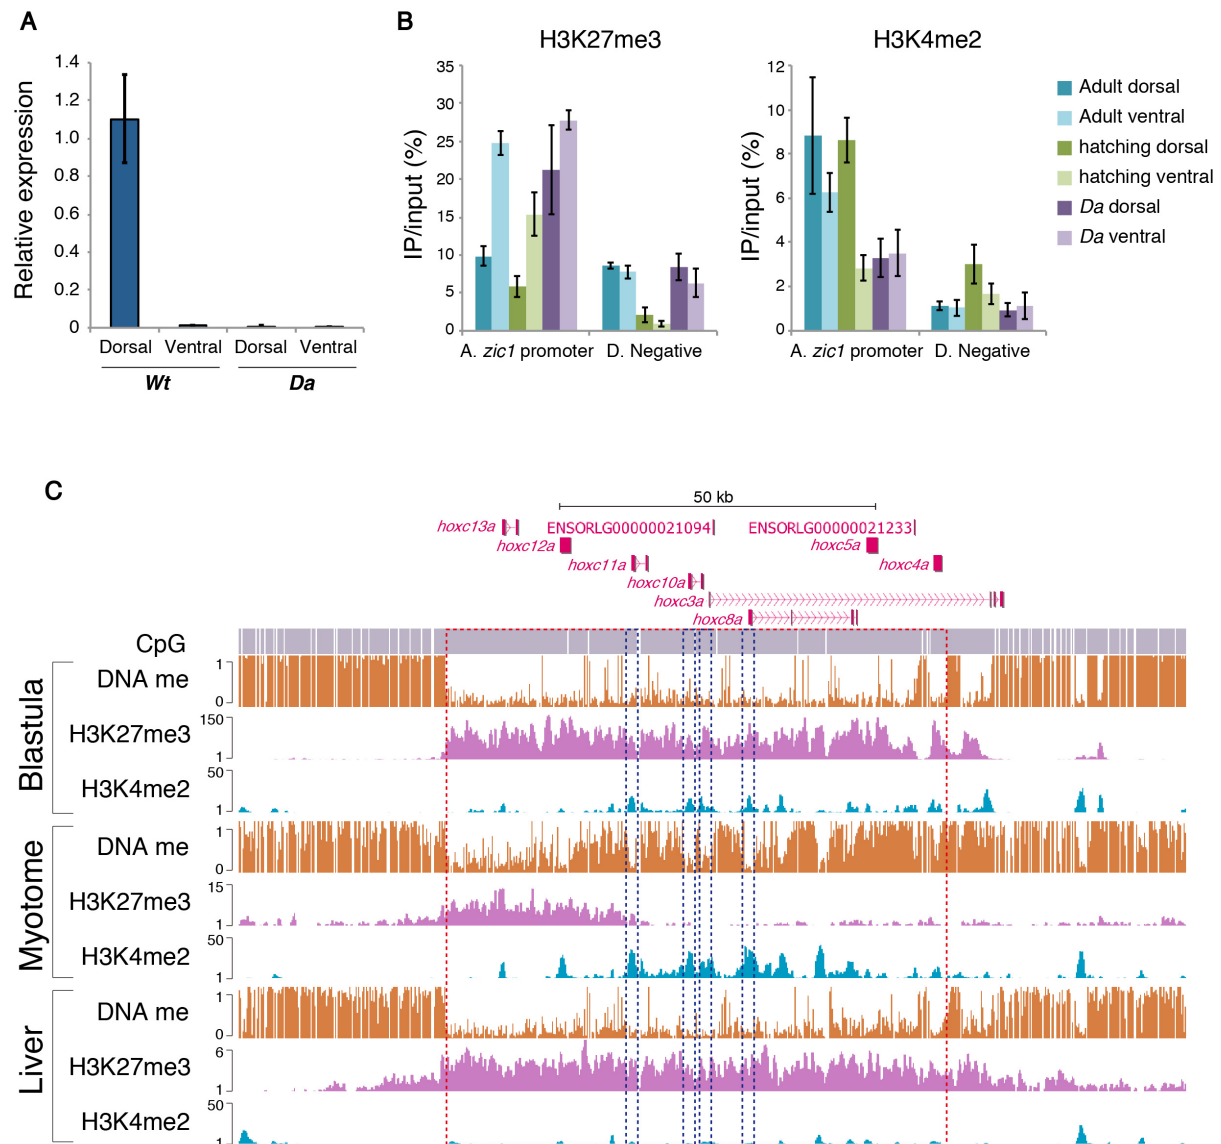 A
B
H3K27me3
H3K4me2
Relative expression
1.4
1.2
1.0
0.8
0.6
0.4
0.2
0
Dorsal Ventral Dorsal Ventral
Wt Da
IP/input (%)
35
30
25
20
15
10
5
0
A. zic1 promoter D. Negative
IP/input (%)
12
10
8
6
4
2
0
A. zic1 promoter D. Negative
Adult dorsal
Adult ventral
hatching dorsal
hatching ventral
Da dorsal
Da ventral
C
50 kb
hoxc13a ENSORLG00000021094 ENSORLG00000021233
hoxc12a hoxc5a
hoxc11a hoxc4a
hoxc10a
hoxc3a
hoxc8a
CpG
Blastula
DNA me 1 0
H3K27me3 150 1
H3K4me2 50 1
Myotome
DNA me 1 0
H3K27me3 15 1
H3K4me2 50 1
Liver
DNA me 1 0
H3K27me3 6 1
H3K4me2 50 1